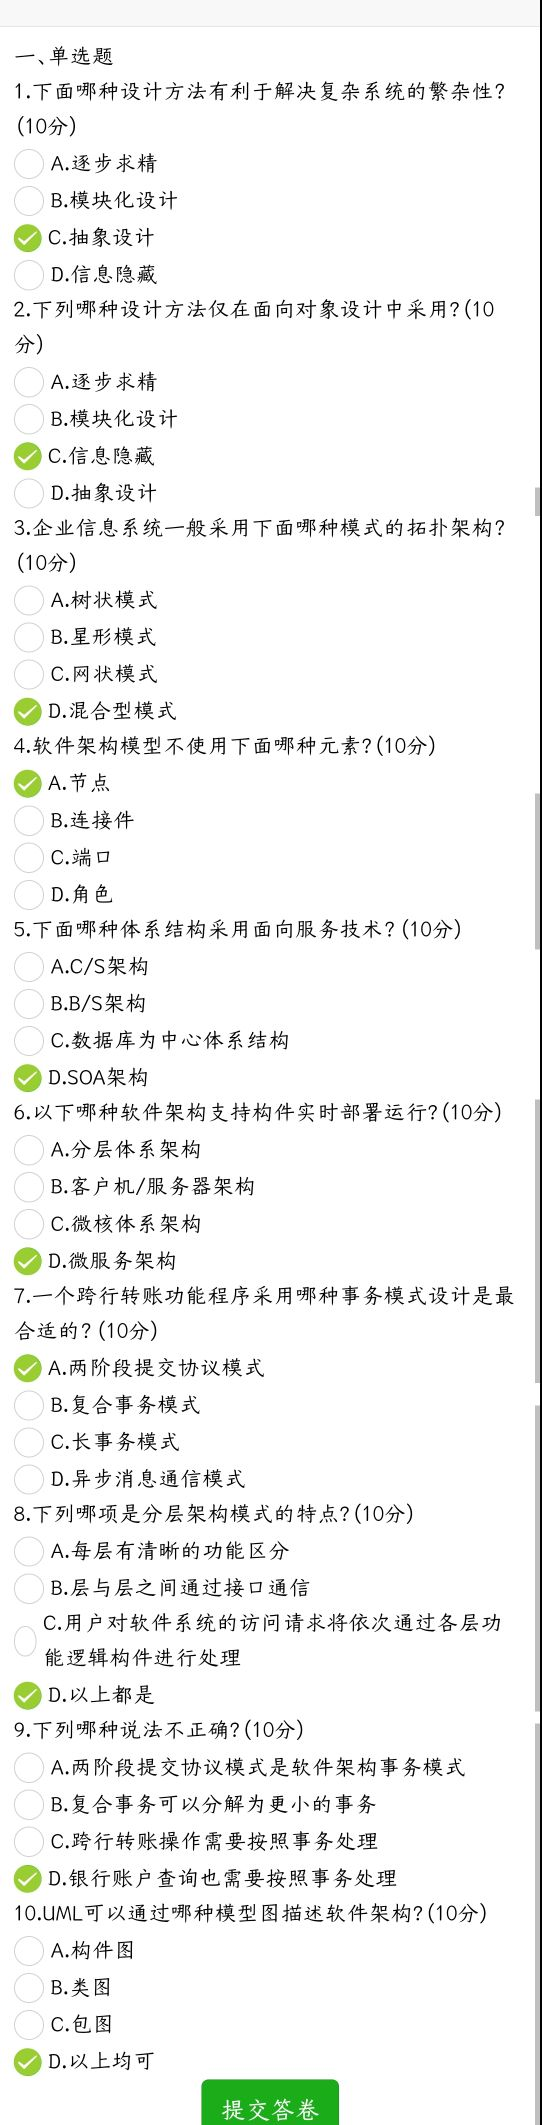 一、单选题
1.下面哪种设计方法有利于解决复杂系统的繁杂性?
(10分)
A.逐步求精
B.模块化设计
C.抽象设计
D.信息隐藏
2.下列哪种设计方法仅在面向对象设计中采用?(10
分)
A.逐步求精
B.模块化设计
C.信息隐藏
D.抽象设计
3.企业信息系统一般采用下面哪种模式的拓扑架构?
(10分)
A.树状模式
B.星形模式
C.网状模式
D.混合型模式
4.软件架构模型不使用下面哪种元素?(10分)
A.节点
B.连接件
C.端口
D.角色
5.下面哪种体系结构采用面向服务技术?(10分)
A.C/S架构
B.B/S架构
C.数据库为中心体系结构
D.SOA架构
6.以下哪种软件架构支持构件实时部署运行?(10分)
A.分层体系架构
B.客户机/服务器架构
C.微核体系架构
D.微服务架构
7.一个跨行转账功能程序采用哪种事务模式设计是最
合适的?(10分)
A.两阶段提交协议模式
B.复合事务模式
C.长事务模式
D.异步消息通信模式
8.下列哪项是分层架构模式的特点?(10分)
A.每层有清晰的功能区分
B.层与层之间通过接口通信
C.用户对软件系统的访问请求将依次通过各层功
能逻辑构件进行处理
D.以上都是
9.下列哪种说法不正确?(10分)
A.两阶段提交协议模式是软件架构事务模式
B.复合事务可以分解为更小的事务
C.跨行转账操作需要按照事务处理
D.银行账户查询也需要按照事务处理
10.UML可以通过哪种模型图描述软件架构?(10分)
A.构件图
B.类图
C.包图
D.以上均可
提交答卷